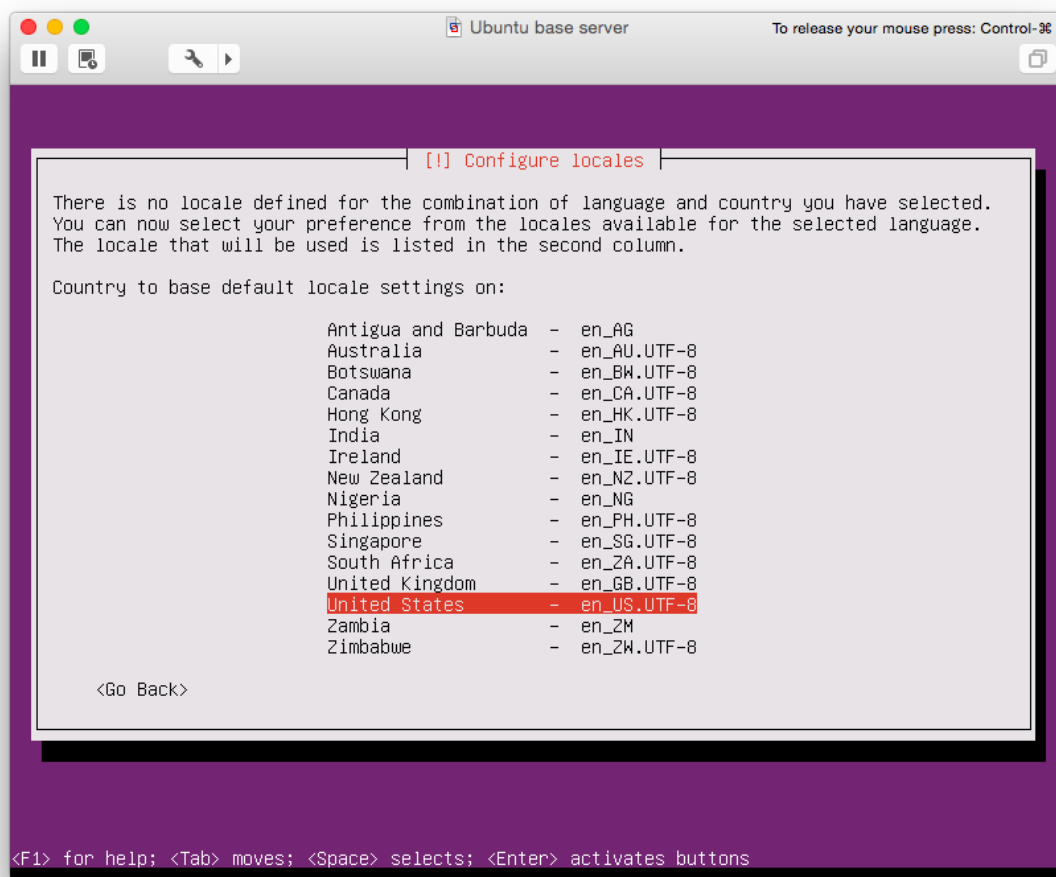 Ubuntu base server
To release your mouse press: Control-⌘
[!] Configure locales
There is no locale defined for the combination of language and country you have selected.
You can now select your preference from the locales available for the selected language.
The locale that will be used is listed in the second column.
Country to base default locale settings on:
Antigua and Barbuda - en_AG
Australia - en_AU.UTF-8
Botswana - en_BW.UTF-8
Canada - en_CA.UTF-8
Hong Kong - en_HK.UTF-8
India - en_IN
Ireland - en_IE.UTF-8
New Zealand - en_NZ.UTF-8
Nigeria - en_NG
Philippines - en_PH.UTF-8
Singapore - en_SG.UTF-8
South Africa - en_ZA.UTF-8
United Kingdom - en_GB.UTF-8
United States - en_US.UTF-8
Zambia - en_ZM
Zimbabwe - en_ZW.UTF-8
<Go Back>
<F1> for help; <Tab> moves; <Space> selects; <Enter> activates buttons